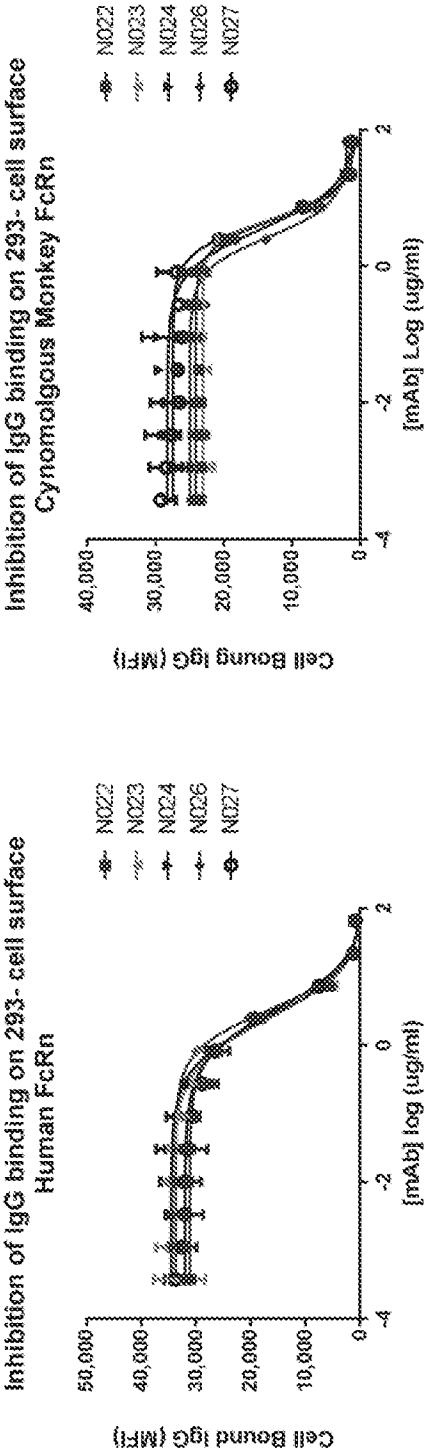 Inhibition of IgG binding on 293- cell surface
Human FcRn
Cell Bound IgG (MFI)
50,000
40,000
30,000
20,000
10,000
0
-4
-2
0
2
[mAb] log (ug/ml)
N022
N023
N024
N026
N027
Inhibition of IgG binding on 293- cell surface
Cynomolgous Monkey FcRn
Cell Boung IgG (MFI)
40,000
30,000
20,000
10,000
0
-4
-2
0
2
[mAb] Log (ug/ml)
N022
N023
N024
N026
N027